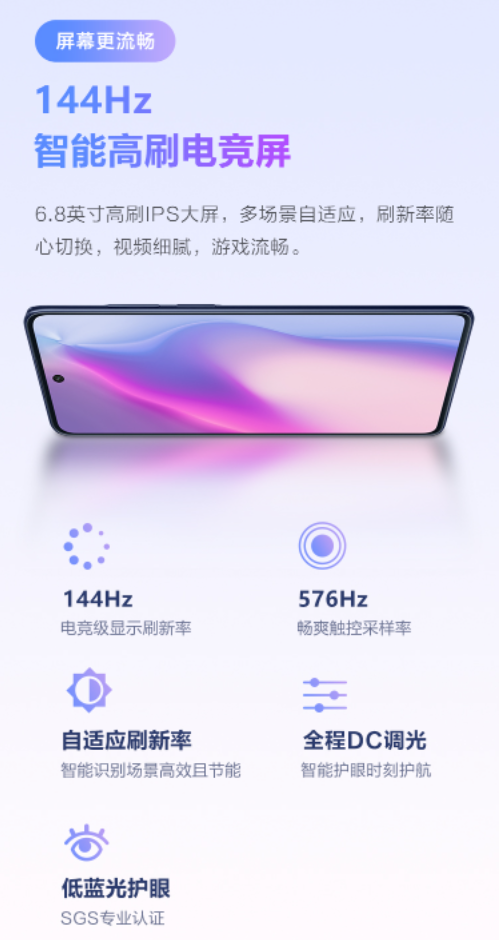 屏幕更流畅
144Hz
智能高刷电竞屏
6.8英寸高刷IPS大屏，多场景自适应，刷新率随
心切换，视频细腻，游戏流畅。
144Hz
576Hz
电竞级显示刷新率
畅爽触控采样率
自适应刷新率
全程DC调光
智能识别场景高效且节能
智能护眼时刻护航
低蓝光护眼
SGS专业认证